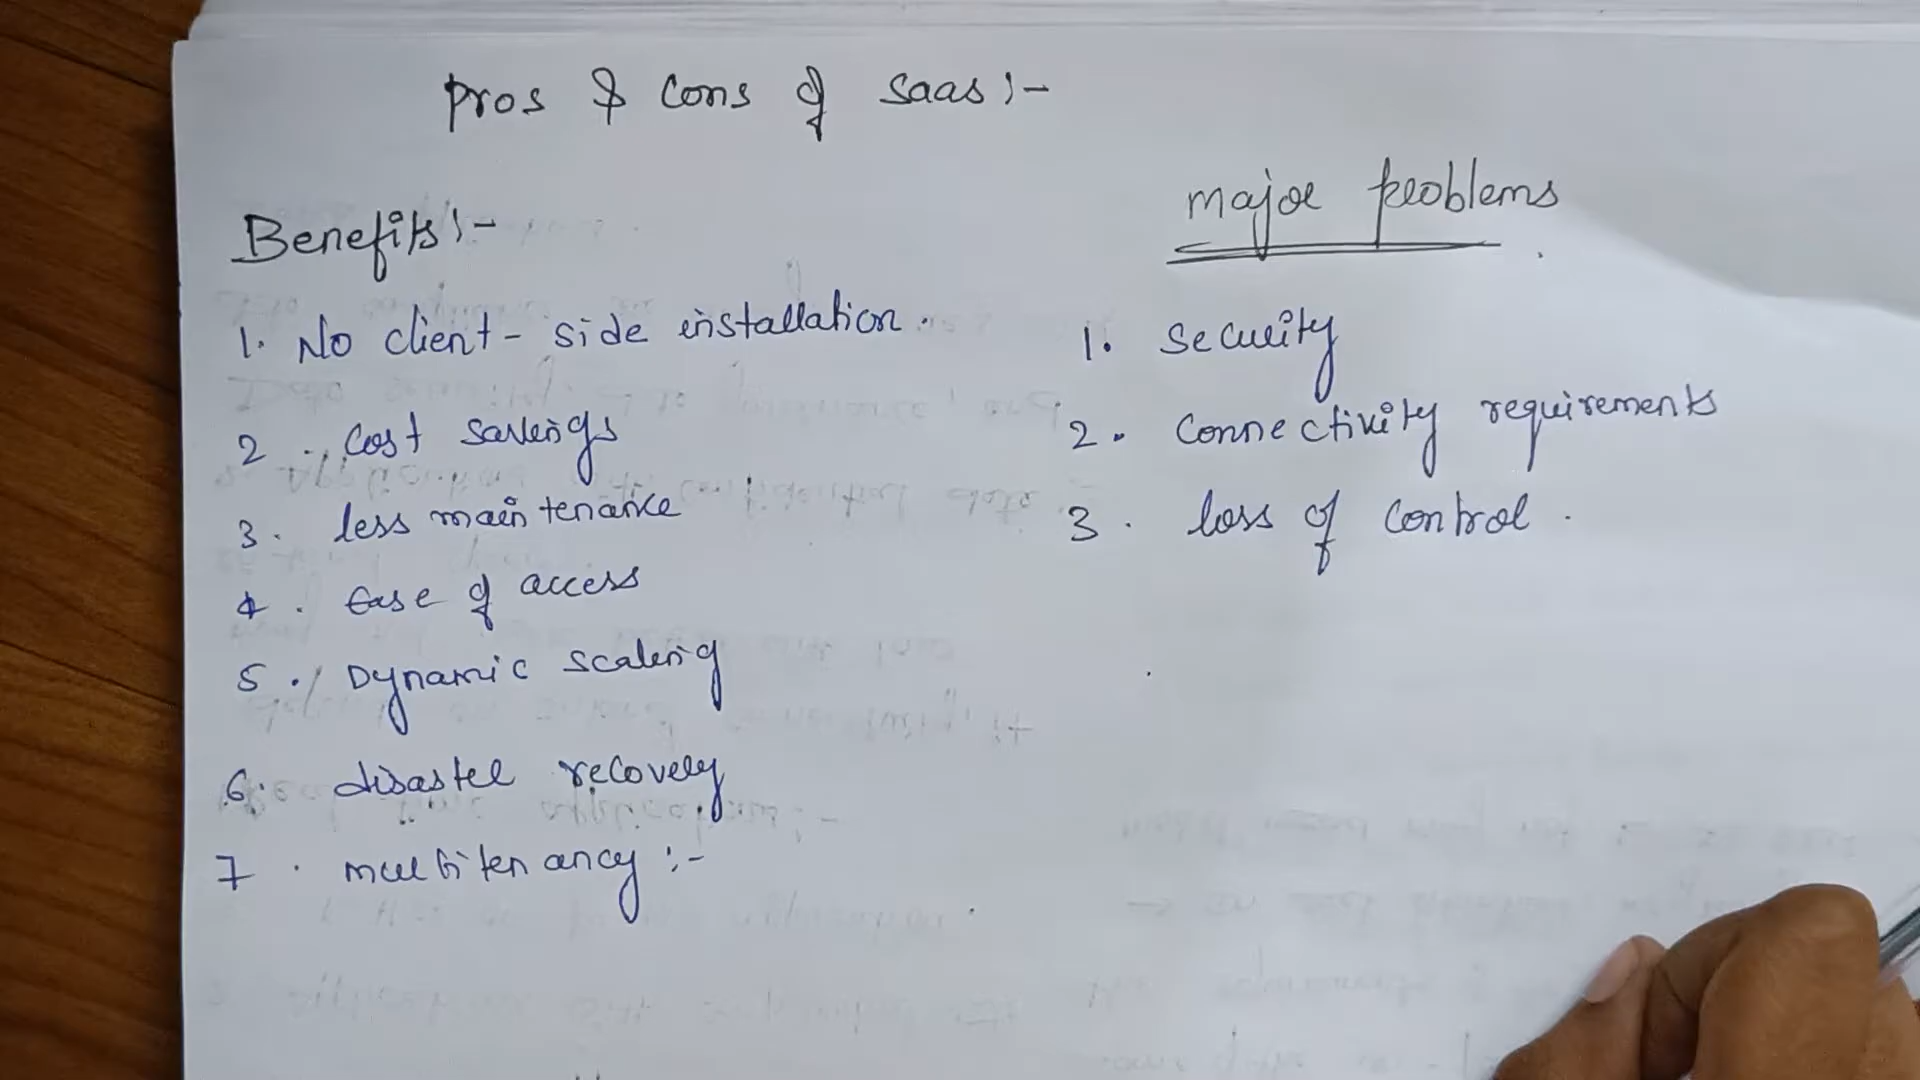 Pros & Cons of Saas :-
Benefits :-
1. No client - side installation.
2. Cost savings
3. less maintenance
4. Ease of access
5. Dynamic scaling
6. disaster recovery
7. multitenancy :-
major problems
1. Security
2. Connectivity requirements
3. loss of control.